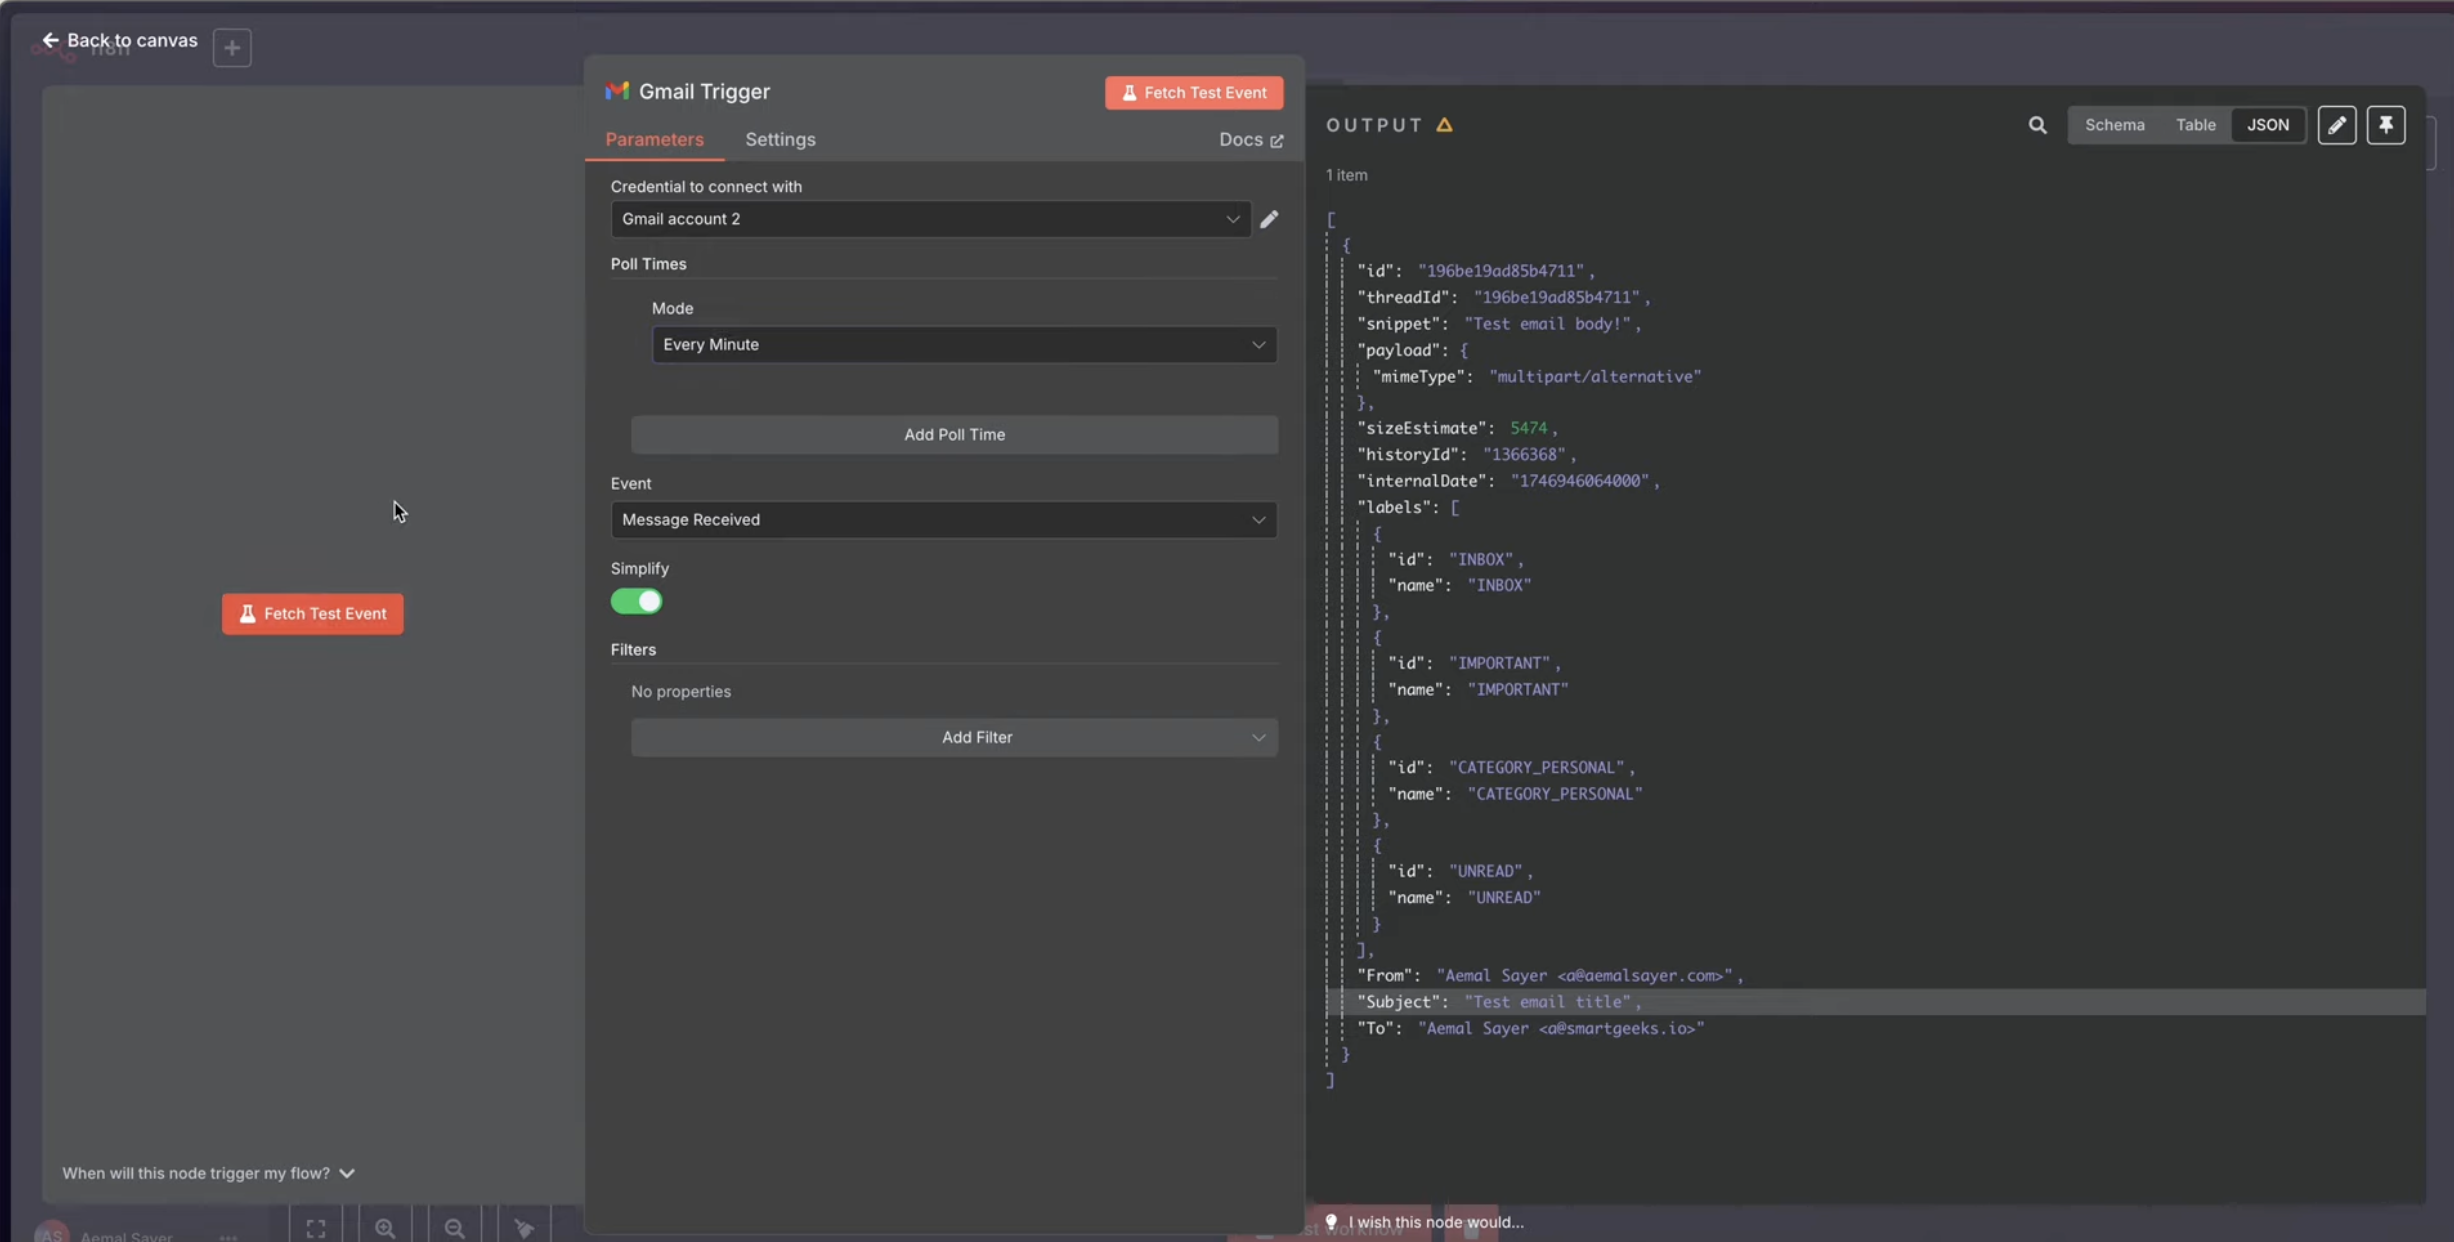 Back to canvas
n8n
Gmail Trigger
Fetch Test Event
Parameters
Settings
Docs
Credential to connect with
Gmail account 2
Poll Times
Mode
Every Minute
Add Poll Time
Event
Message Received
Simplify
Filters
No properties
Add Filter
Fetch Test Event
When will this node trigger my flow?
AS
Aemal Sayer
OUTPUT
Schema
Table
JSON
1 item
[
{
"id": "196be19ad85b4711",
"threadId": "196be19ad85b4711",
"snippet": "Test email body!",
"payload": {
"mimeType": "multipart/alternative"
},
"sizeEstimate": 5474,
"historyId": "1366368",
"internalDate": "1746946064000",
"labels": [
{
"id": "INBOX",
"name": "INBOX"
},
{
"id": "IMPORTANT",
"name": "IMPORTANT"
},
{
"id": "CATEGORY_PERSONAL",
"name": "CATEGORY_PERSONAL"
},
{
"id": "UNREAD",
"name": "UNREAD"
}
],
"From": "Aemal Sayer <a@aemalsayer.com>",
"Subject": "Test email title",
"To": "Aemal Sayer <a@smartgeeks.io>"
}
]
I wish this node would...